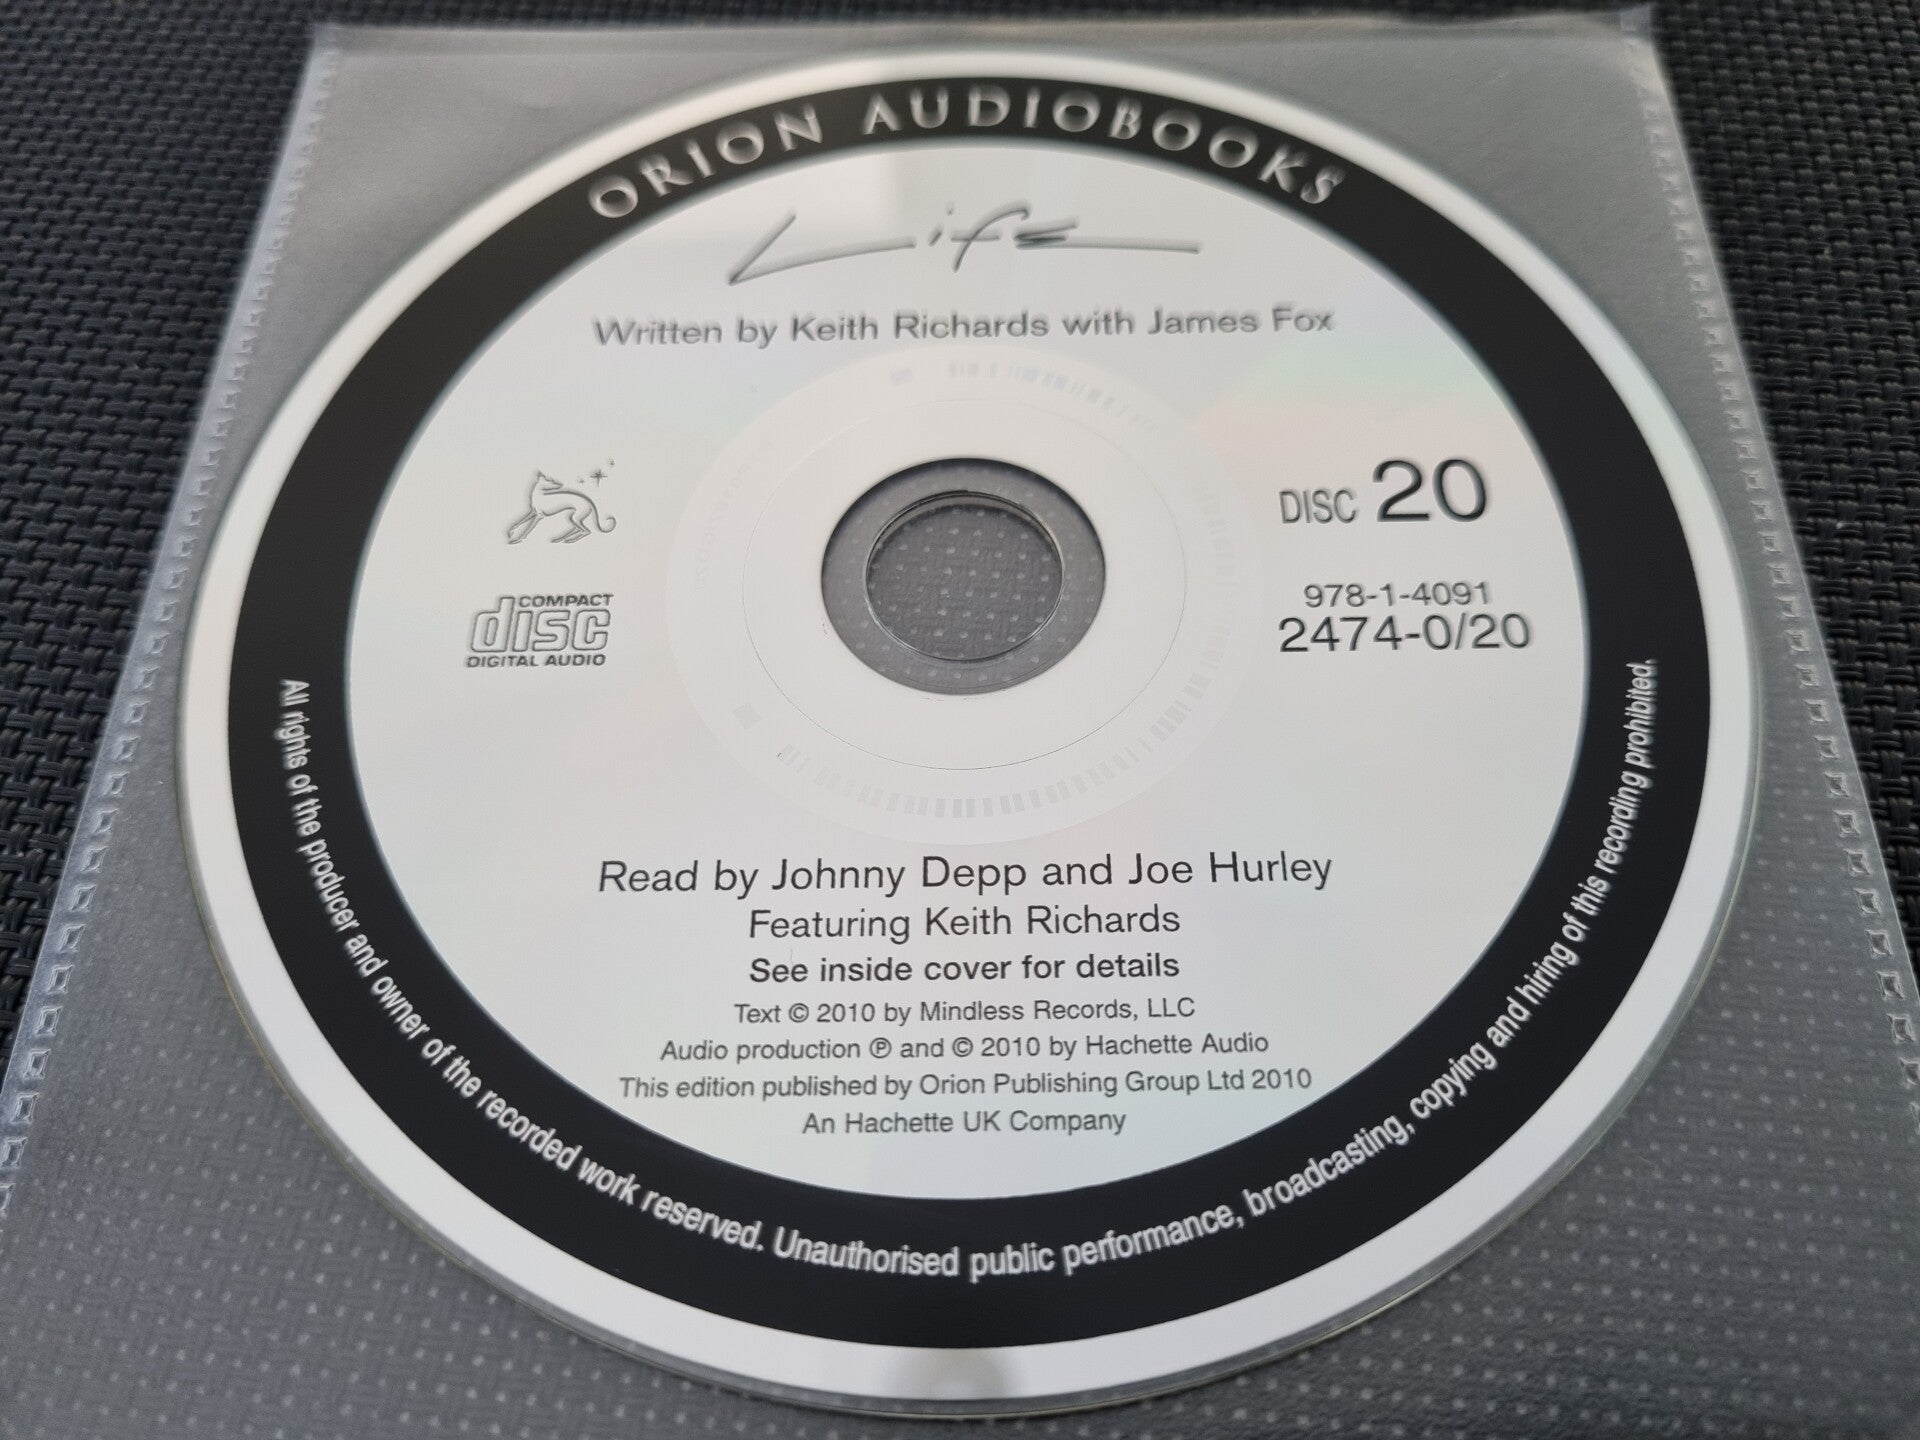 ORION AUDIOBOOKS
Life
Written by Keith Richards with James Fox
DISC 20
COMPACT
disc
DIGITAL AUDIO
978-1-4091
2474-0/20
Read by Johnny Depp and Joe Hurley
Featuring Keith Richards
See inside cover for details
Text © 2010 by Mindless Records, LLC
Audio production ℗ and © 2010 by Hachette Audio
This edition published by Orion Publishing Group Ltd 2010
An Hachette UK Company
All rights of the producer and owner of the recorded work reserved. Unauthorised public performance, broadcasting, copying and hiring of this recording prohibited.